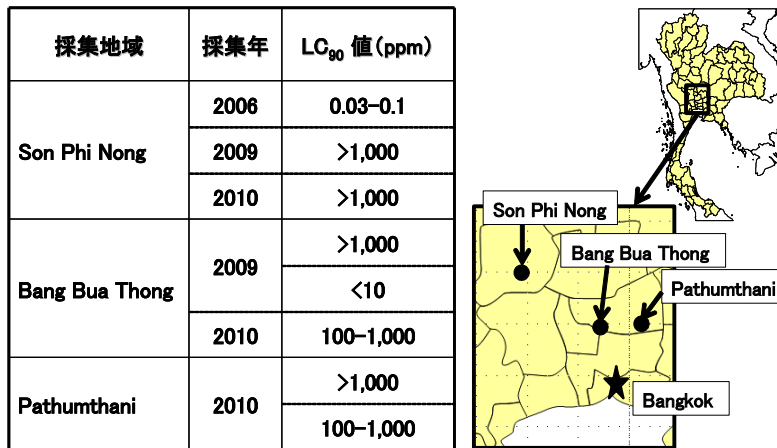 採集地域 採集年 LC90 値(ppm)
Son Phi Nong 2006 0.03-0.1
2009 >1,000
2010 >1,000
Bang Bua Thong 2009 >1,000
<10
2010 100-1,000
Pathumthani 2010 >1,000
100-1,000
Son Phi Nong
Bang Bua Thong
Pathumthani
Bangkok